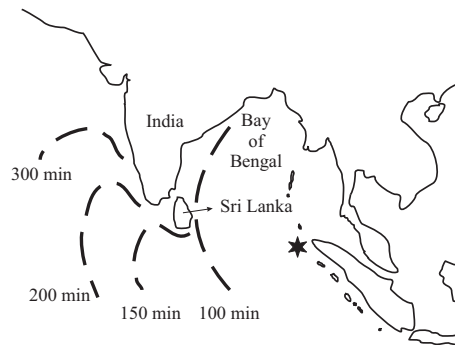 India
Bay
of
Bengal
300 min
Sri Lanka
200 min
150 min
100 min